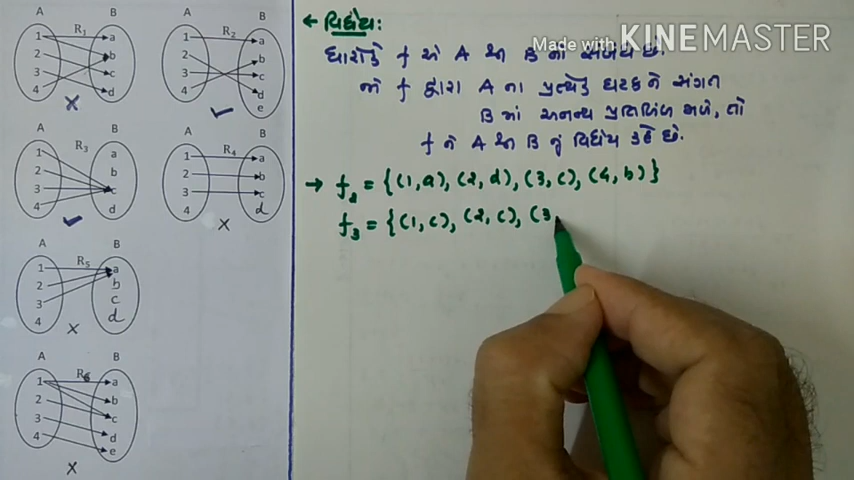 A B
R1
1 a
2 b
3 c
4 d
A B
R2
1 a
2 b
3 c
4 d
e
A B
R3
1 a
2 b
3 c
4 d
A B
R4
1 a
2 b
3 c
4 d
A B
R5
1 a
2 b
3 c
4 d
A B
R6
1 a
2 b
3 c
4 d
e
← વિધેય:
ધારોકે f એ A થી B નો સંબંધ છે.
જો f દ્વારા A ના પ્રત્યેક ઘટકને સંગત
B માં અનન્ય પ્રતિબિંબ મળે, તો
f ને A થી B નું વિધેય કહે છે.
→ f2 = {(1,a), (2,d), (3,c), (4,b)}
f3 = {(1,c), (2,c), (3,
Made with KINEMASTER